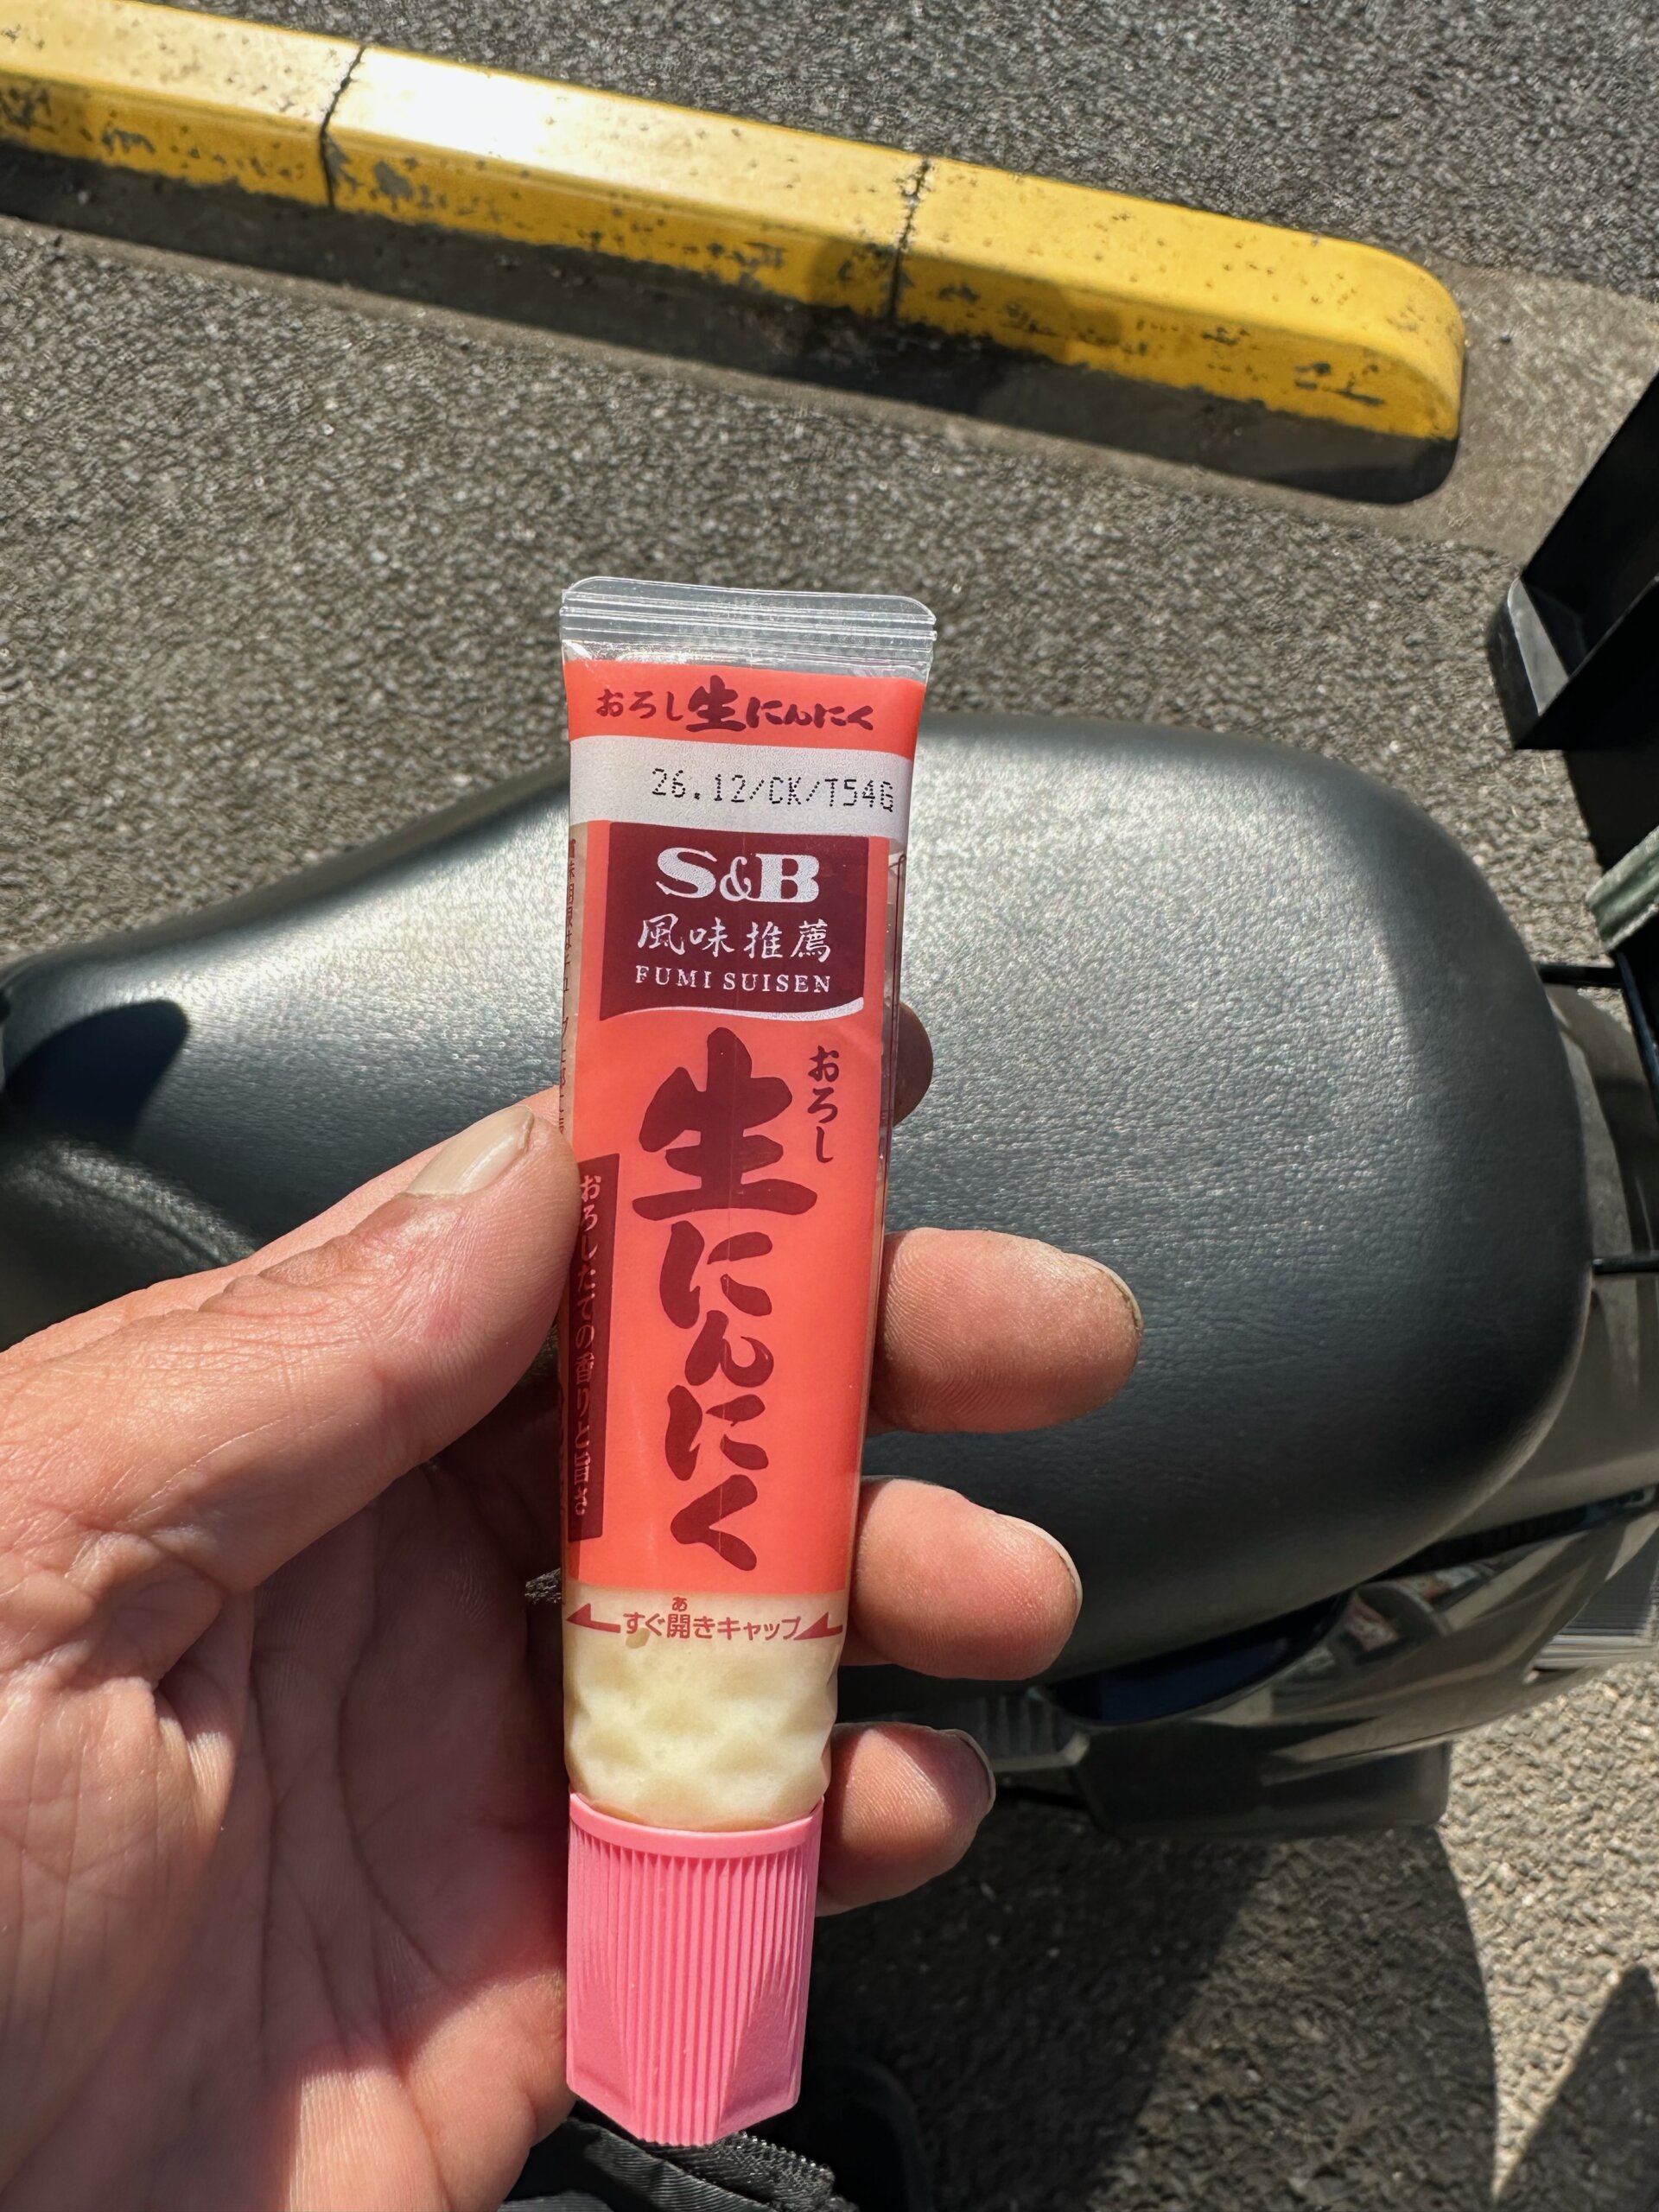 おろし生にんにく
26.12/CK/T54G
S&B
風味推薦
FUMI SUISEN
おろし
生にんにく
おろしたての香りと旨さ
あ
すぐ開きキャップ